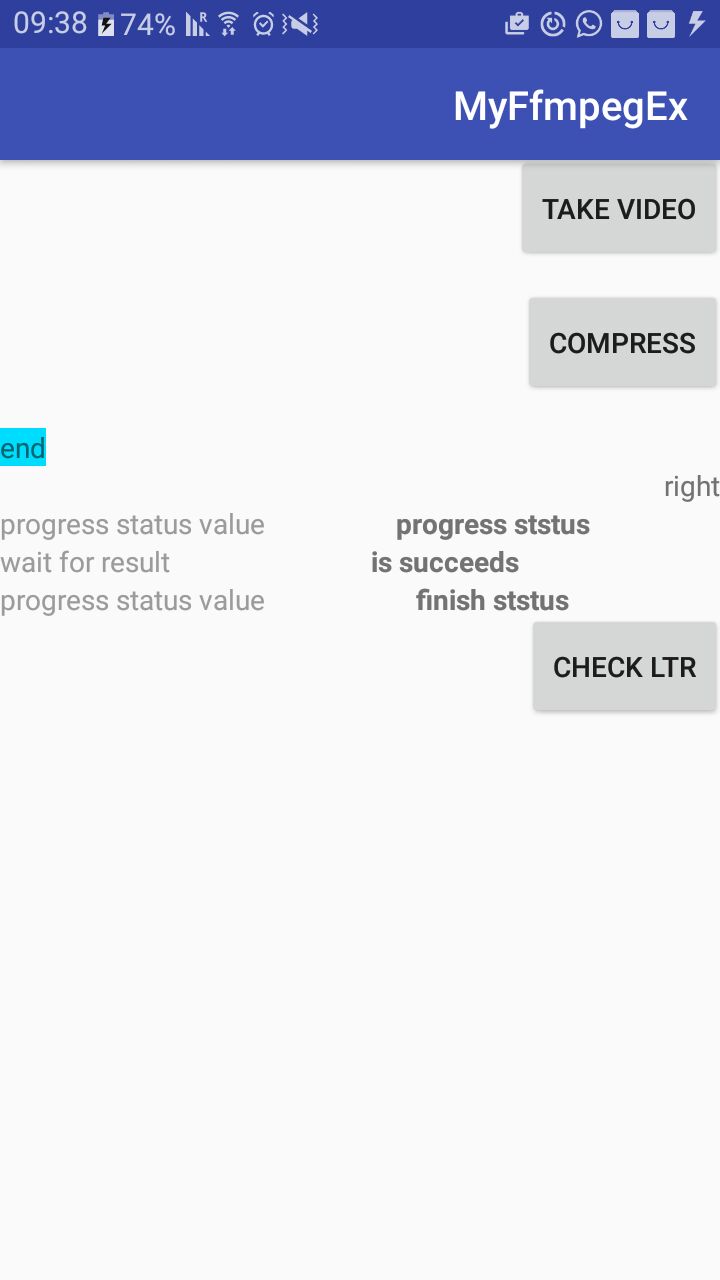 09:38 74% R
MyFfmpegEx
TAKE VIDEO
COMPRESS
end
right
progress status value progress ststus
wait for result is succeeds
progress status value finish ststus
CHECK LTR